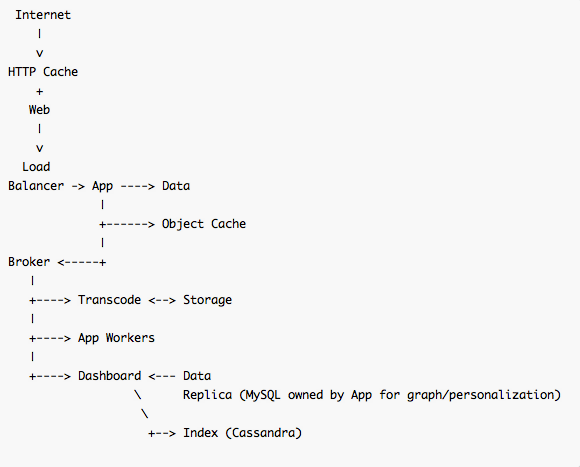 Internet
|
v
HTTP Cache
+
Web
|
v
Load
Balancer -> App ----> Data
|
+------> Object Cache
|
Broker <-----+
|
+----> Transcode <--> Storage
|
+----> App Workers
|
+----> Dashboard <--- Data
\ Replica (MySQL owned by App for graph/personalization)
\
+--> Index (Cassandra)